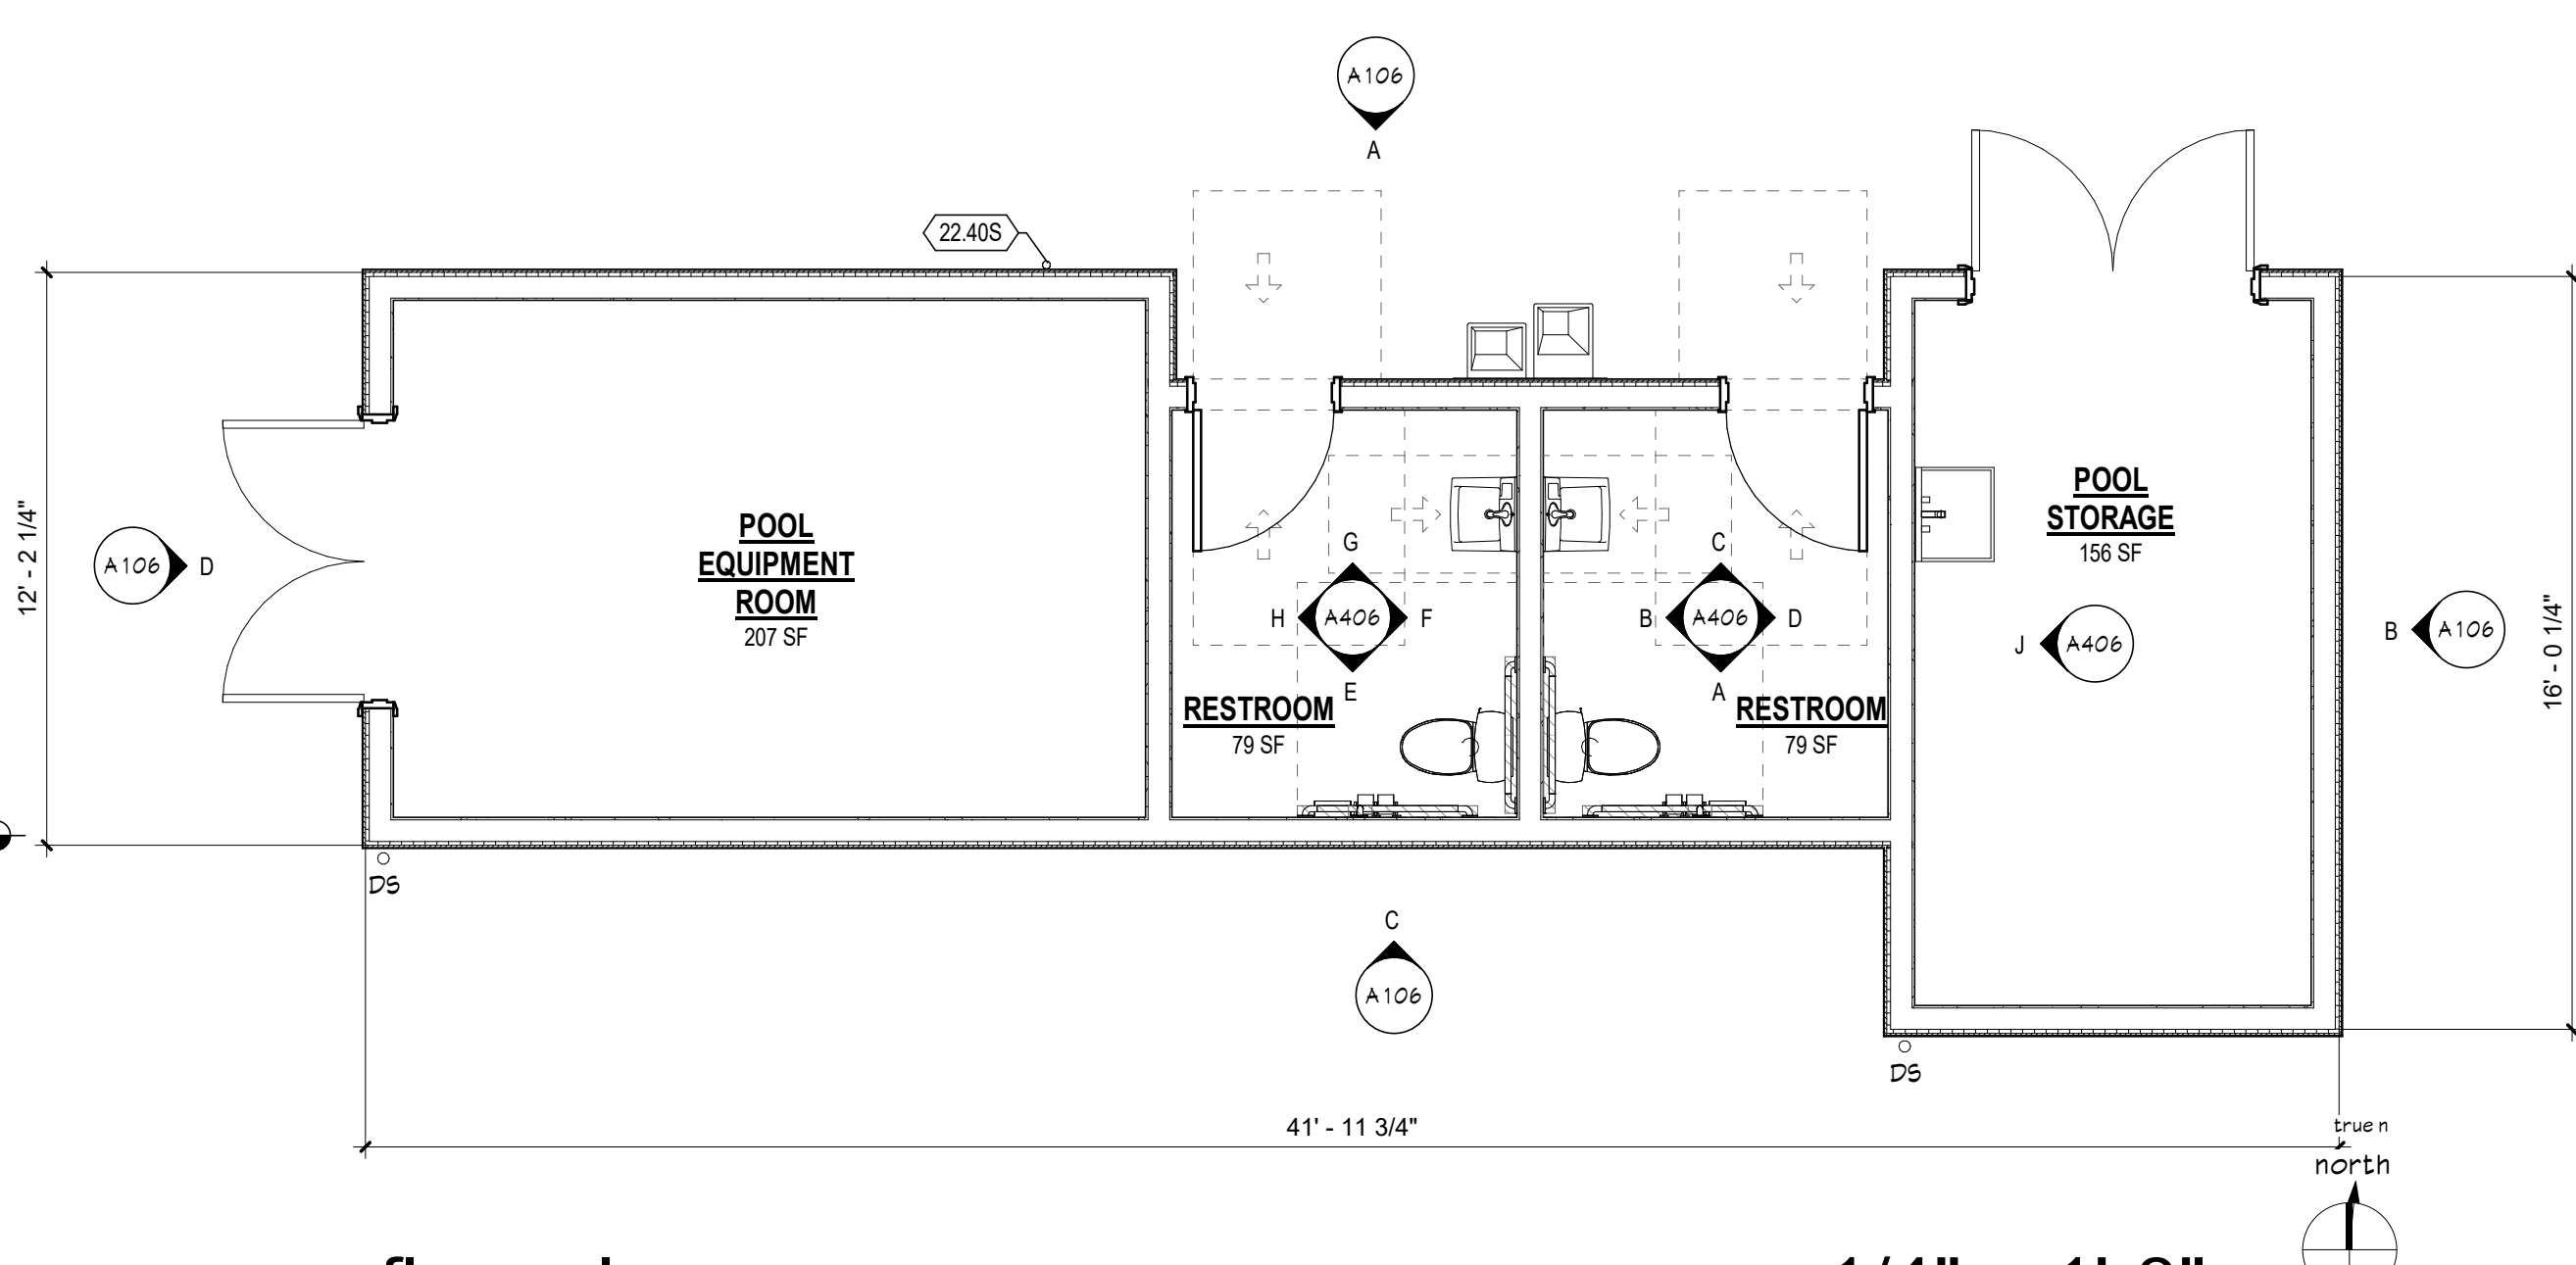 A106
A
22.40S
12' - 2 1/4"
A106 D
POOL
EQUIPMENT
ROOM
207 SF
G
H A406 F
E
RESTROOM
79 SF
C
B A406 D
A
RESTROOM
79 SF
POOL
STORAGE
156 SF
J A406
B A106
16' - 0 1/4"
DS
C
A106
DS
41' - 11 3/4"
true n
north